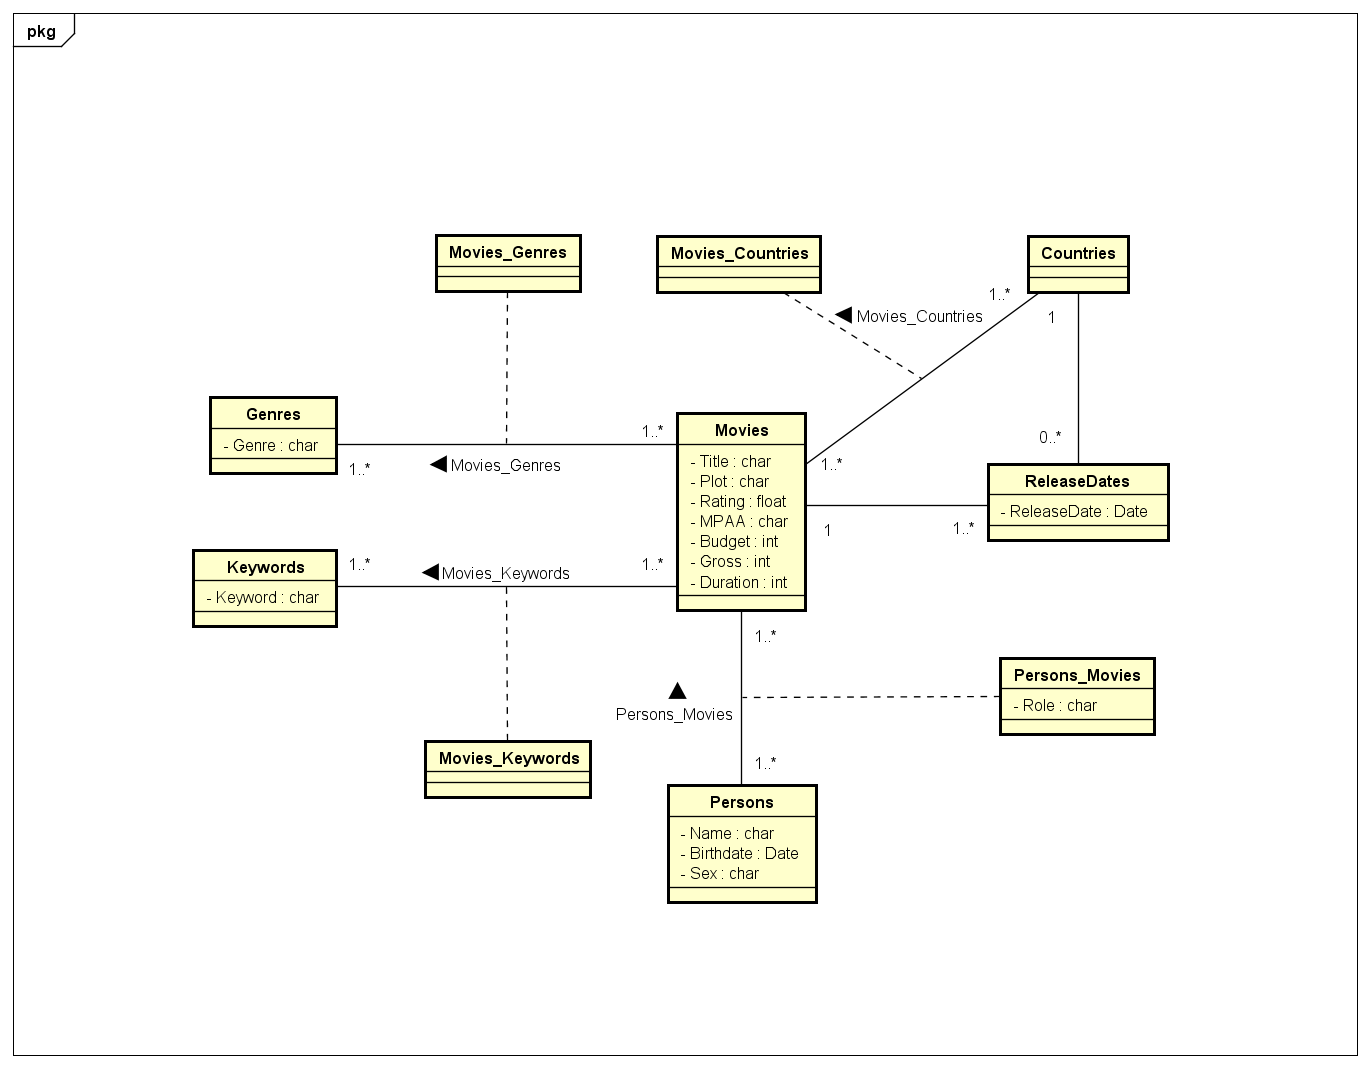 pkg
Movies_Genres
Movies_Countries
Countries
1..*
1
Movies_Countries
Genres
- Genre : char
1..*
Movies_Genres
1..*
Movies
- Title : char
- Plot : char
- Rating : float
- MPAA : char
- Budget : int
- Gross : int
- Duration : int
1..*
0..*
ReleaseDates
- ReleaseDate : Date
1
1..*
Keywords
- Keyword : char
1..*
Movies_Keywords
1..*
1..*
Persons_Movies
Persons_Movies
- Role : char
1..*
Movies_Keywords
Persons
- Name : char
- Birthdate : Date
- Sex : char